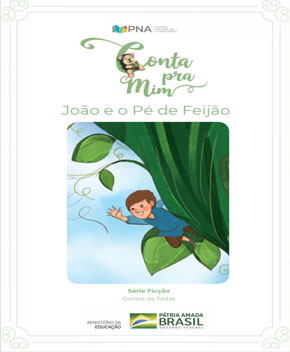 PNA
Conta
pra
Mim
João e o Pé de Feijão
Série Ficção
Contos de Fadas
MINISTÉRIO DA
EDUCAÇÃO
PÁTRIA AMADA
BRASIL
GOVERNO FEDERAL